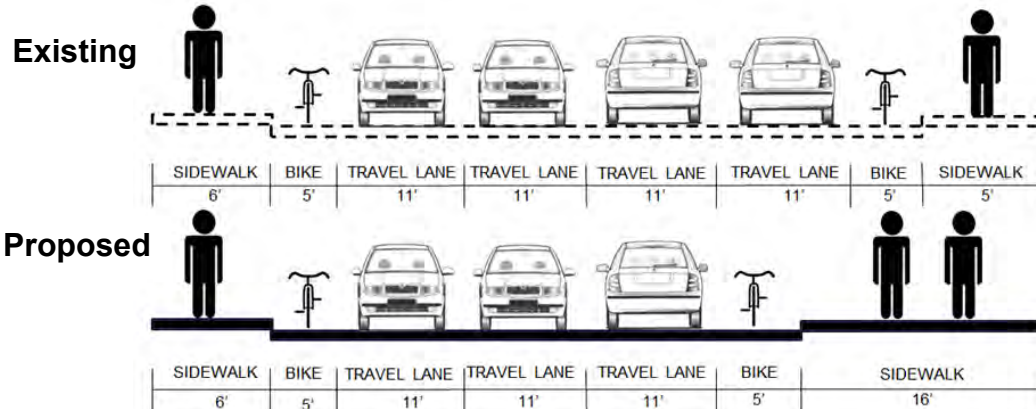 Existing
SIDEWALK BIKE TRAVEL LANE TRAVEL LANE TRAVEL LANE TRAVEL LANE BIKE SIDEWALK
6' 5' 11' 11' 11' 11' 5' 5'
Proposed
SIDEWALK BIKE TRAVEL LANE TRAVEL LANE TRAVEL LANE BIKE SIDEWALK
6' 5' 11' 11' 11' 5' 16'